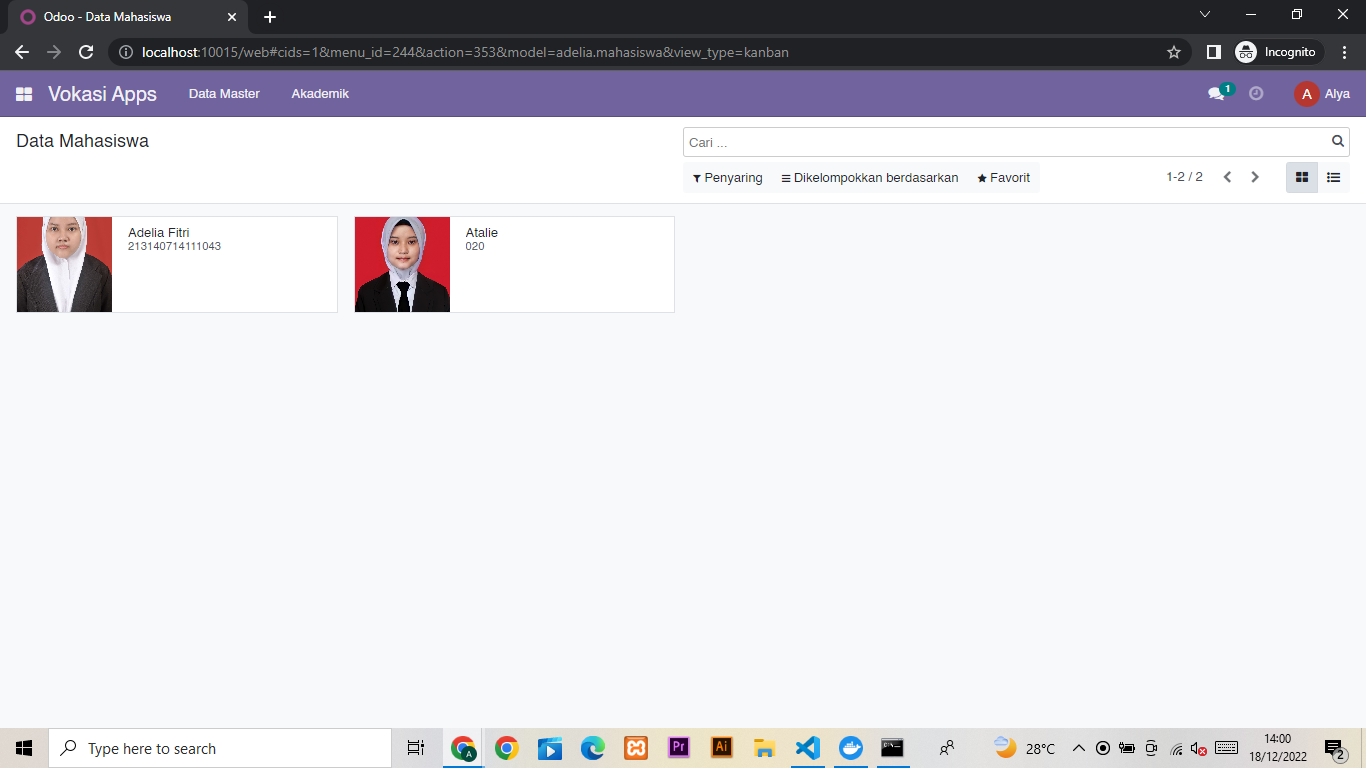 Odoo - Data Mahasiswa
localhost:10015/web#cids=1&menu_id=244&action=353&model=adelia.mahasiswa&view_type=kanban
Incognito
Vokasi Apps Data Master Akademik 1 A Alya
Data Mahasiswa
Cari ...
Penyaring Dikelompokkan berdasarkan Favorit 1-2 / 2
Adelia Fitri
213140714111043
Atalie
020
Type here to search
A
Pr
Ai
28°C
14:00
18/12/2022
2